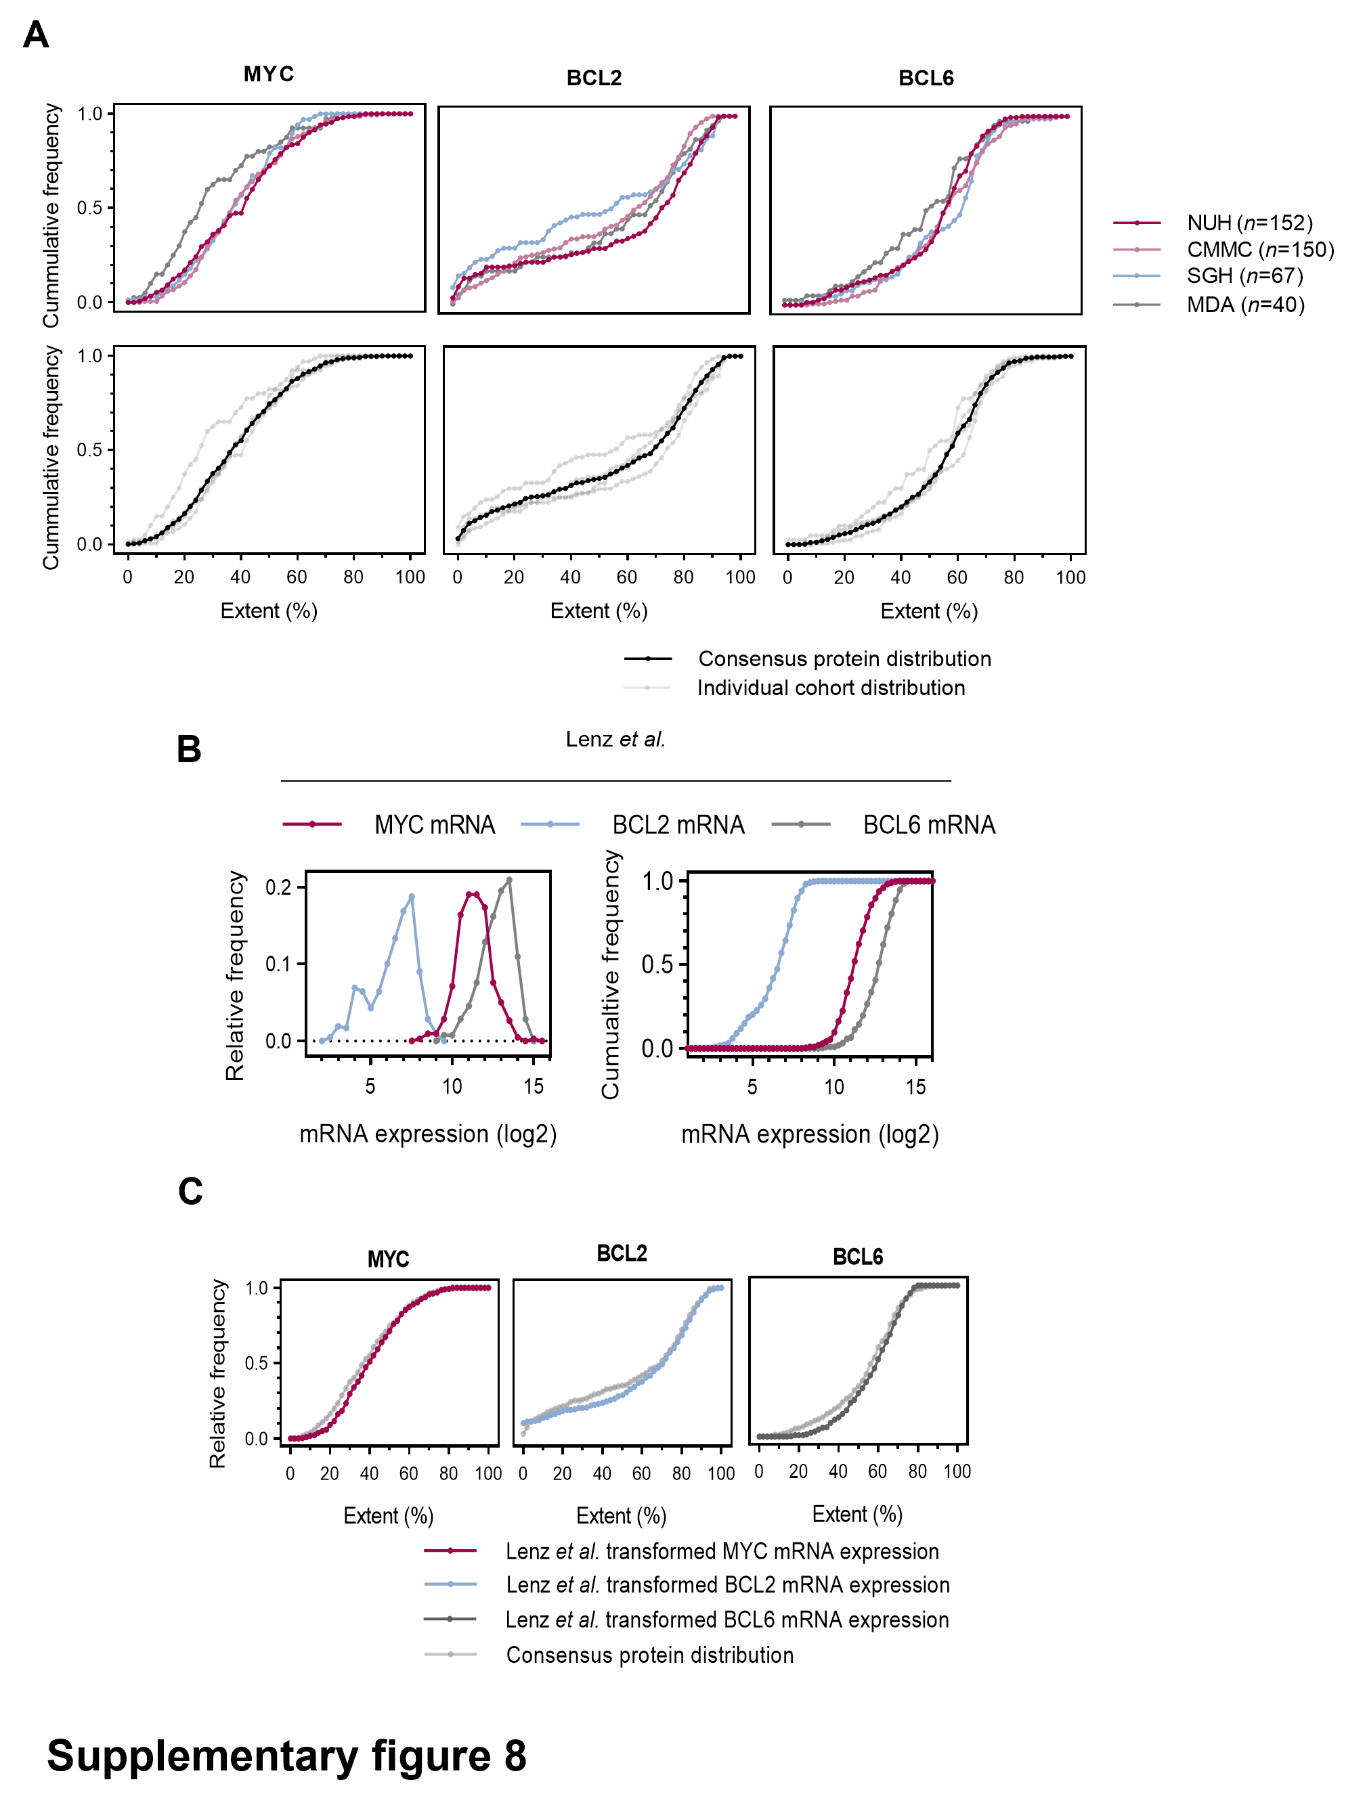 A
MYC
BCL2
BCL6
Cummulative frequency
1.0
0.5
0.0
NUH (n=152)
CMMC (n=150)
SGH (n=67)
MDA (n=40)
Cummulative frequency
1.0
0.5
0.0
0 20 40 60 80 100
0 20 40 60 80 100
0 20 40 60 80 100
Extent (%)
Extent (%)
Extent (%)
Consensus protein distribution
Individual cohort distribution
B
Lenz et al.
MYC mRNA
BCL2 mRNA
BCL6 mRNA
Relative frequency
0.2
0.1
0.0
5 10 15
mRNA expression (log2)
Cumualtive frequency
1.0
0.5
0.0
5 10 15
mRNA expression (log2)
C
MYC
BCL2
BCL6
Relative frequency
1.0
0.5
0.0
0 20 40 60 80 100
0 20 40 60 80 100
0 20 40 60 80 100
Extent (%)
Extent (%)
Extent (%)
Lenz et al. transformed MYC mRNA expression
Lenz et al. transformed BCL2 mRNA expression
Lenz et al. transformed BCL6 mRNA expression
Consensus protein distribution
Supplementary figure 8